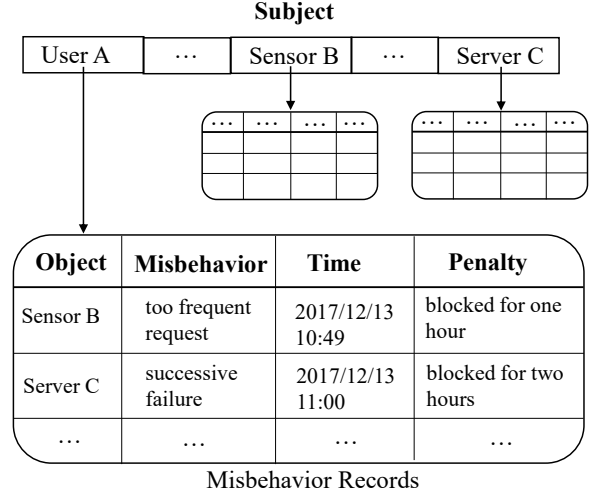 Subject
User A … Sensor B … Server C
… … … … … … … …
Object Misbehavior Time Penalty
Sensor B too frequent request 2017/12/13 10:49 blocked for one hour
Server C successive failure 2017/12/13 11:00 blocked for two hours
… … … …
Misbehavior Records